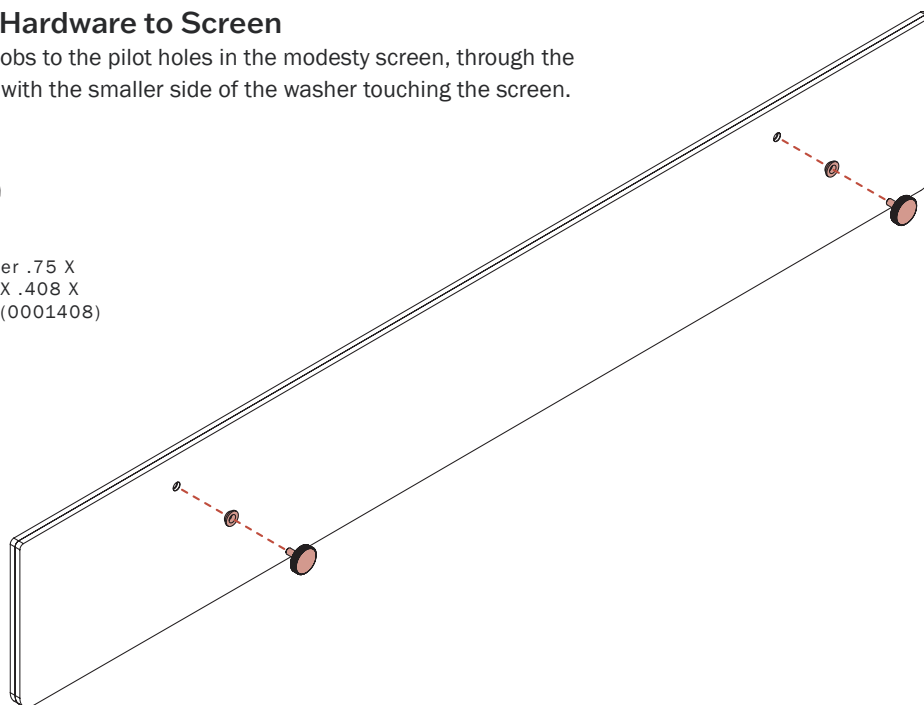 Hardware to Screen
obs to the pilot holes in the modesty screen, through the
with the smaller side of the washer touching the screen.
)
er .75 X
X .408 X
(0001408)